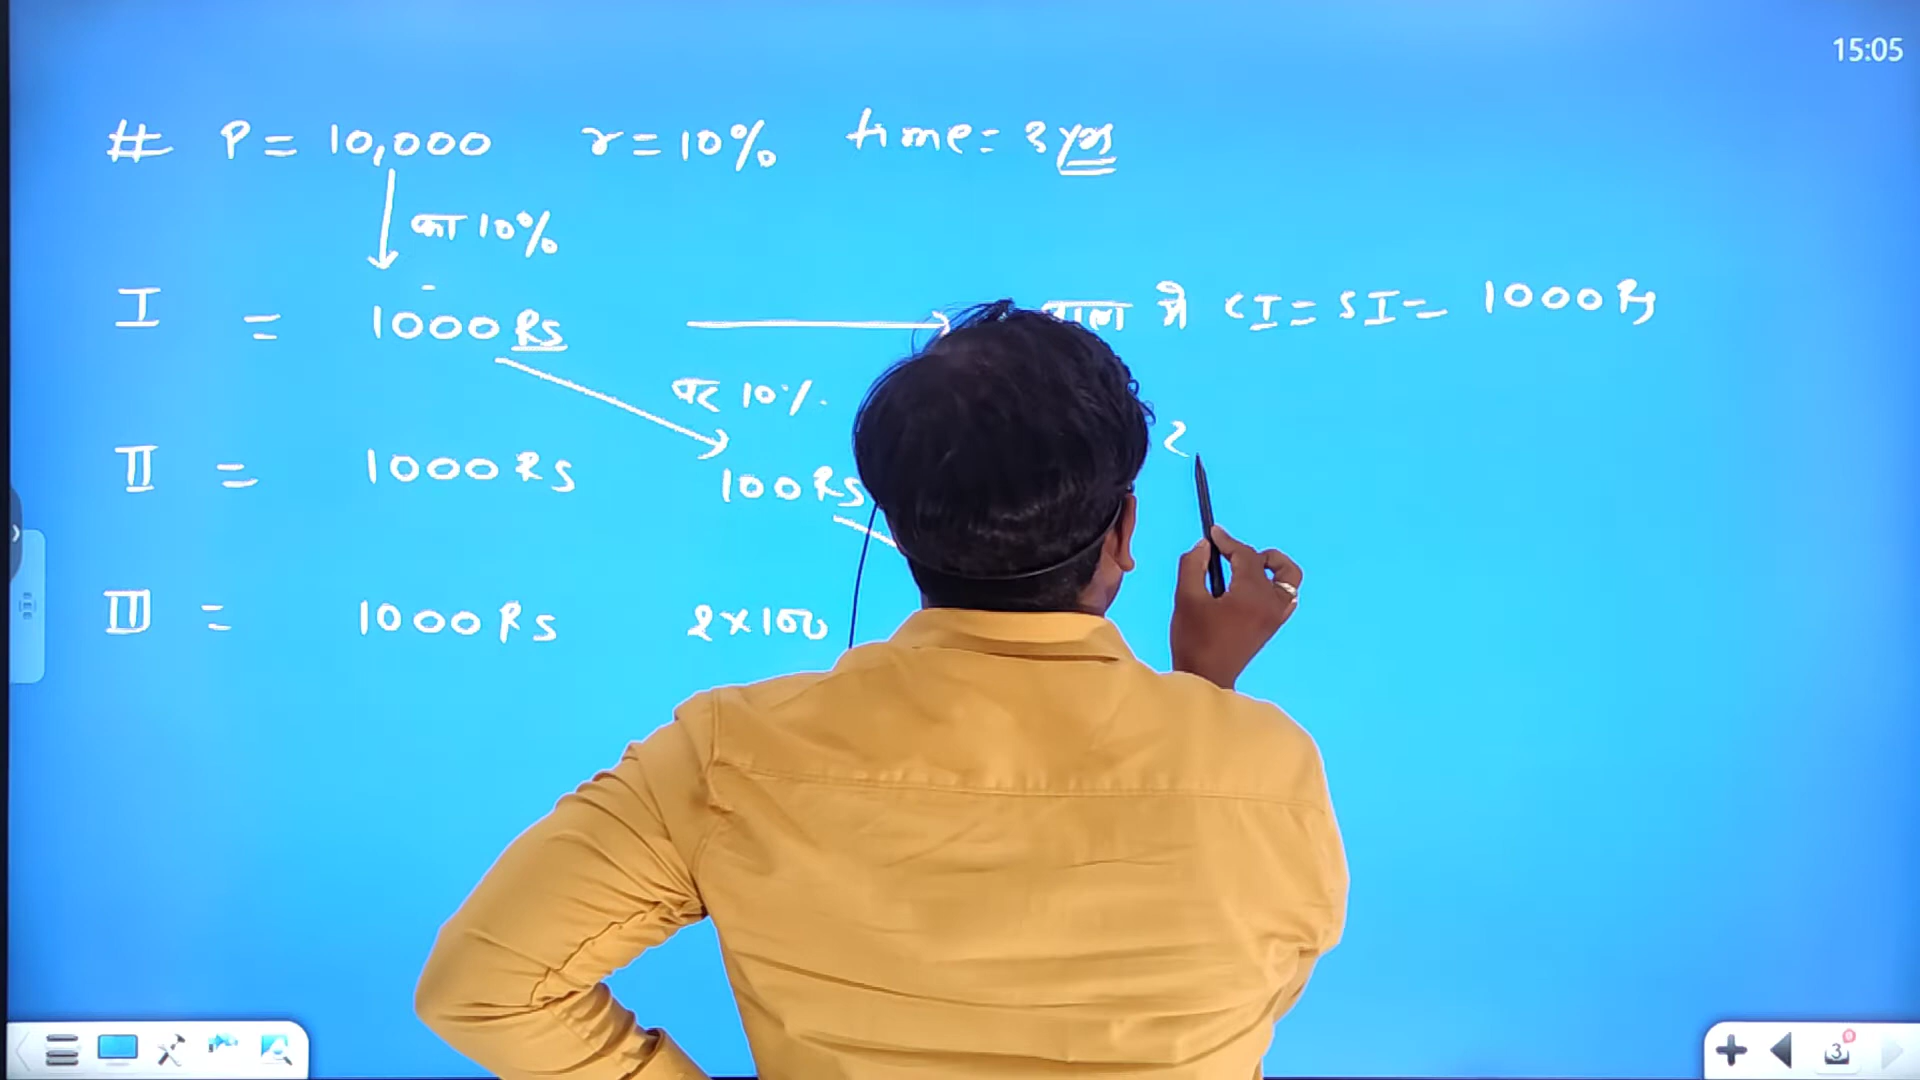 15:05
# P = 10,000 r = 10% time = 3 yrs
का 10%
I = 1000 Rs में CI = SI = 1000 Rs
पर 10%
II = 1000 Rs 100 Rs 2
III = 1000 Rs 2 x 100
3